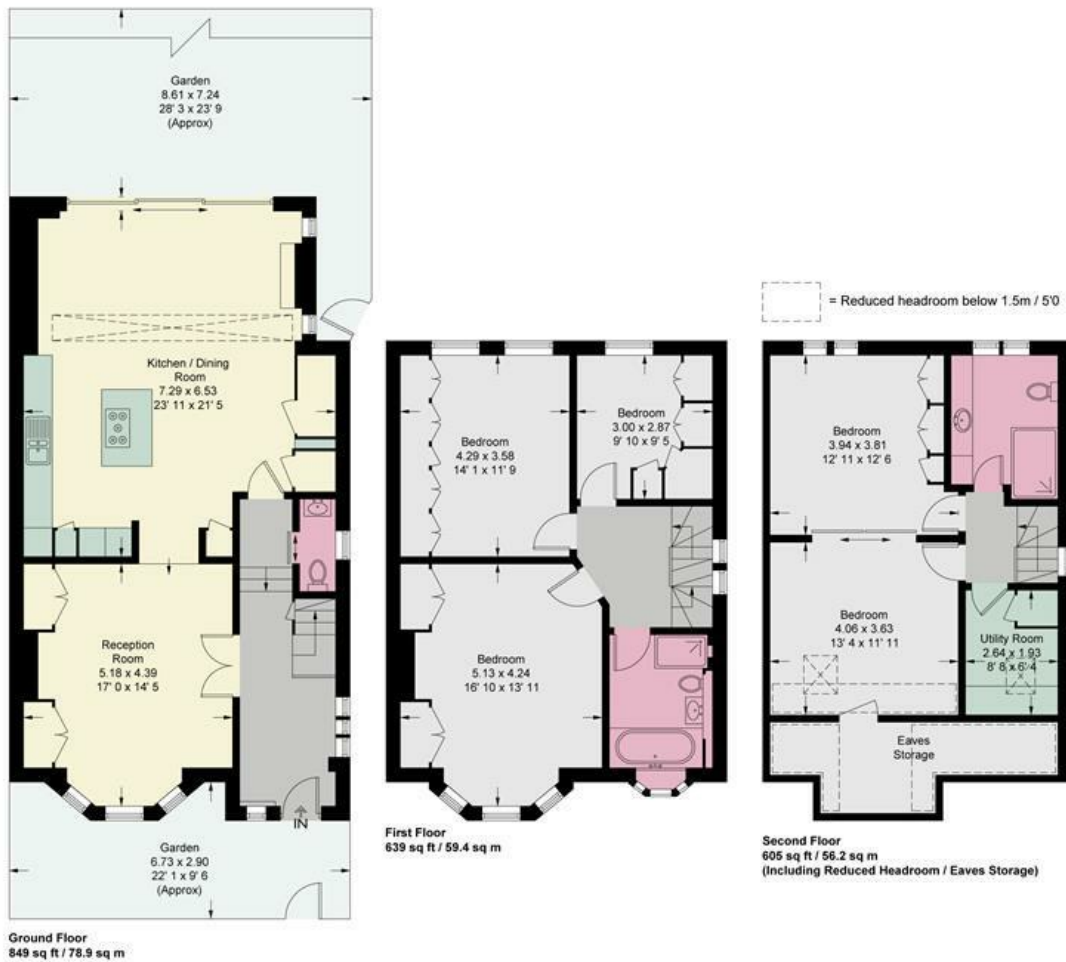 Garden
8.61 x 7.24
28' 3 x 23' 9
(Approx)
Kitchen / Dining
Room
7.29 x 6.53
23' 11 x 21' 5
Reception
Room
5.18 x 4.39
17' 0 x 14' 5
IN
Garden
6.73 x 2.90
22' 1 x 9' 6
(Approx)
Ground Floor
849 sq ft / 78.9 sq m
Bedroom
4.29 x 3.58
14' 1 x 11' 9
Bedroom
3.00 x 2.87
9' 10 x 9' 5
Bedroom
5.13 x 4.24
16' 10 x 13' 11
First Floor
639 sq ft / 59.4 sq m
= Reduced headroom below 1.5m / 5'0
Bedroom
3.94 x 3.81
12' 11 x 12' 6
Bedroom
4.06 x 3.63
13' 4 x 11' 11
Utility Room
2.64 x 1.93
8' 8 x 6' 4
Eaves
Storage
Second Floor
605 sq ft / 56.2 sq m
(Including Reduced Headroom / Eaves Storage)